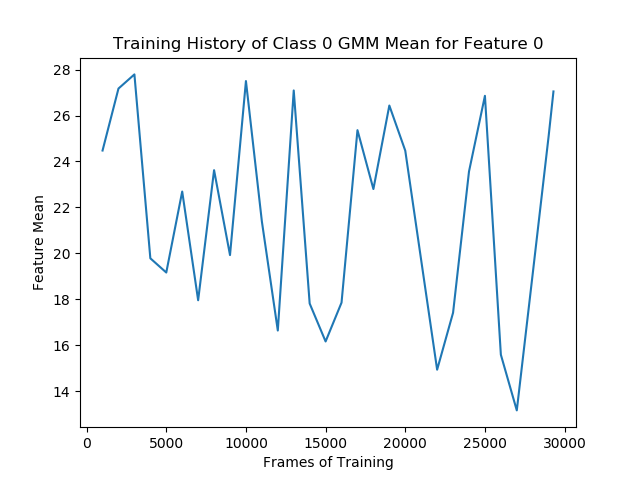 Training History of Class 0 GMM Mean for Feature 0
28
26
24
22
20
18
16
14
Feature Mean
0 5000 10000 15000 20000 25000 30000
Frames of Training